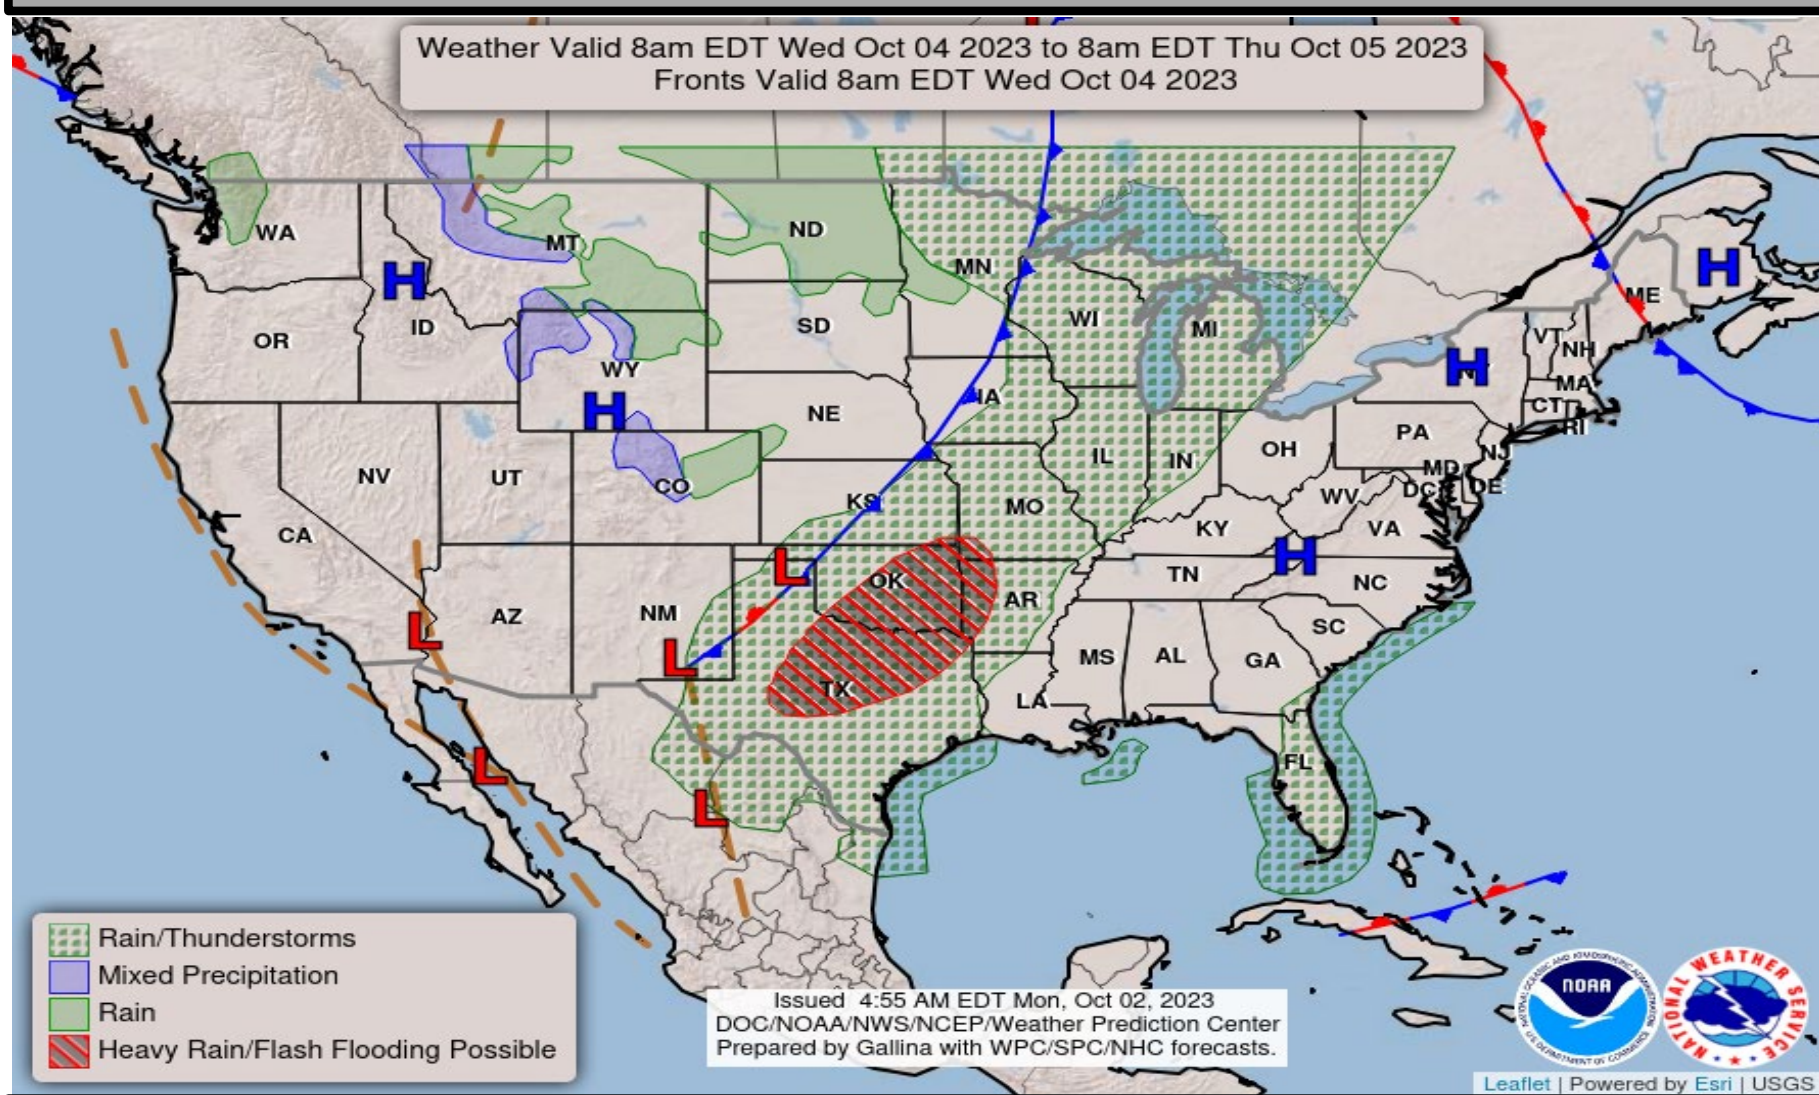 Weather Valid 8am EDT Wed Oct 04 2023 to 8am EDT Thu Oct 05 2023
Fronts Valid 8am EDT Wed Oct 04 2023
L
WA
MT
ND
MN
H
ME
H
ID
OR
WY
SD
WI
MI
VT
NH
H
NY
MA
CT
RI
H
NE
IA
PA
NJ
NV
UT
CO
KS
IL
IN
OH
MD
DC
DE
WV
VA
CA
MO
KY
L
OK
H
TN
NC
AZ
NM
AR
SC
L
L
TX
MS
AL
GA
LA
L
FL
L
Rain/Thunderstorms
Mixed Precipitation
Rain
Heavy Rain/Flash Flooding Possible
Issued 4:55 AM EDT Mon, Oct 02, 2023
DOC/NOAA/NWS/NCEP/Weather Prediction Center
Prepared by Gallina with WPC/SPC/NHC forecasts.
NOAA
NATIONAL WEATHER SERVICE
Leaflet | Powered by Esri | USGS